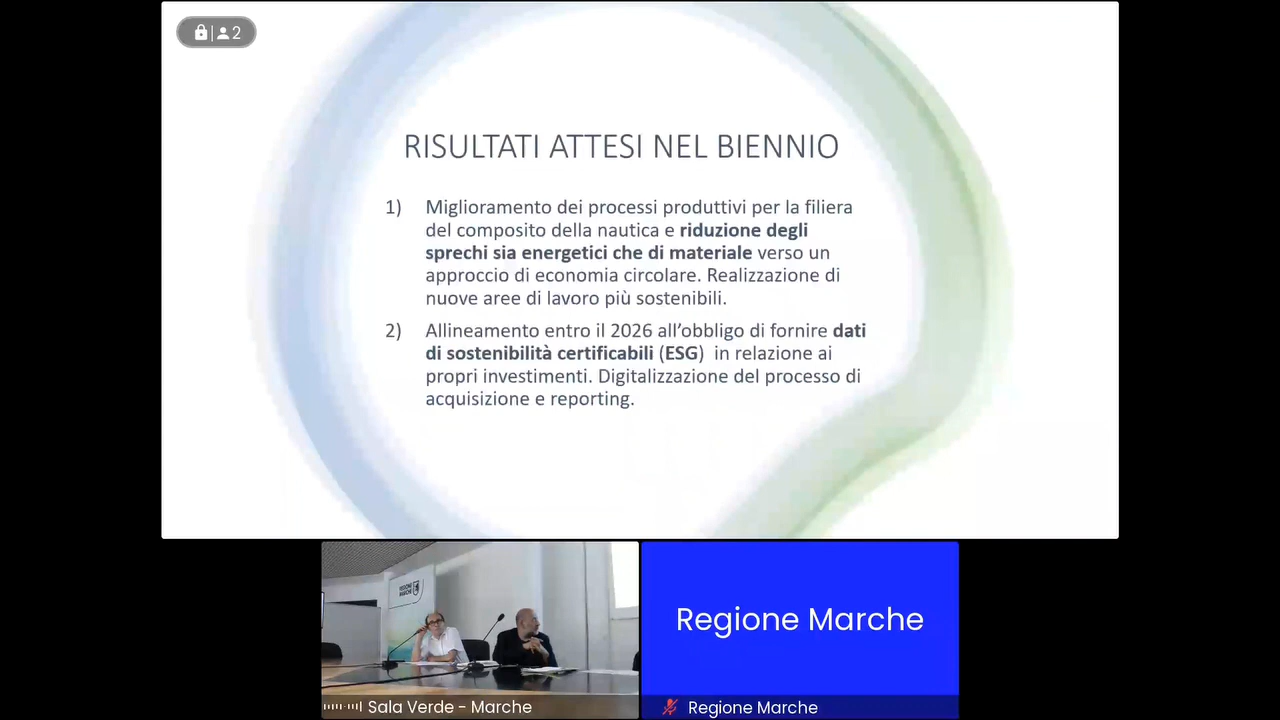 2
RISULTATI ATTESI NEL BIENNIO
1) Miglioramento dei processi produttivi per la filiera
del composito della nautica e riduzione degli
sprechi sia energetici che di materiale verso un
approccio di economia circolare. Realizzazione di
nuove aree di lavoro più sostenibili.
2) Allineamento entro il 2026 all’obbligo di fornire dati
di sostenibilità certificabili (ESG) in relazione ai
propri investimenti. Digitalizzazione del processo di
acquisizione e reporting.
REGIONE
MARCHE
Sala Verde - Marche
Regione Marche
Regione Marche